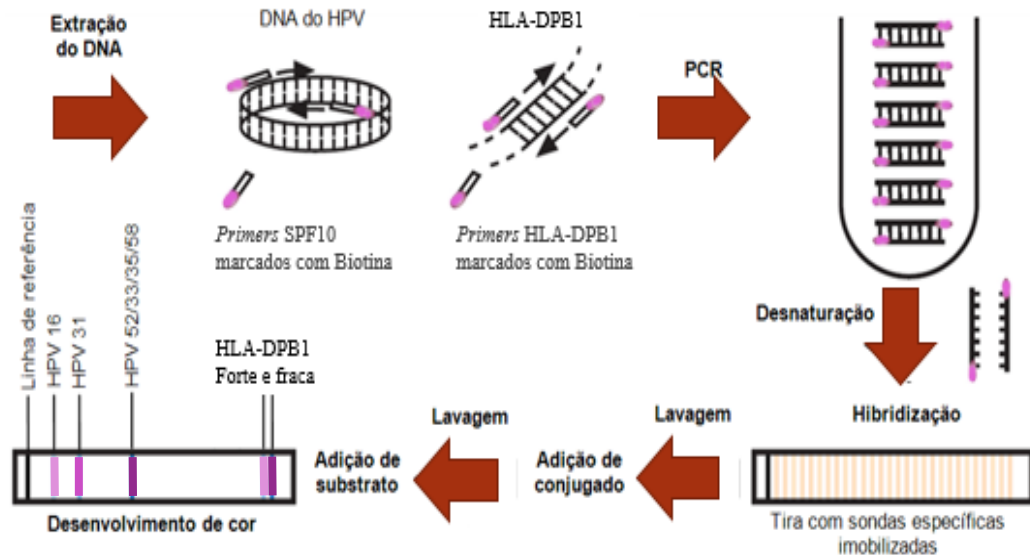 Extração
do DNA
DNA do HPV
HLA-DPB1
PCR
Primers SPF10
marcados com Biotina
Primers HLA-DPB1
marcados com Biotina
Desnaturação
Hibridização
Tira com sondas específicas
imobilizadas
Lavagem
Adição de
conjugado
Lavagem
Adição de
substrato
Linha de referência
HPV 16
HPV 31
HPV 52/33/35/58
HLA-DPB1
Forte e fraca
Desenvolvimento de cor